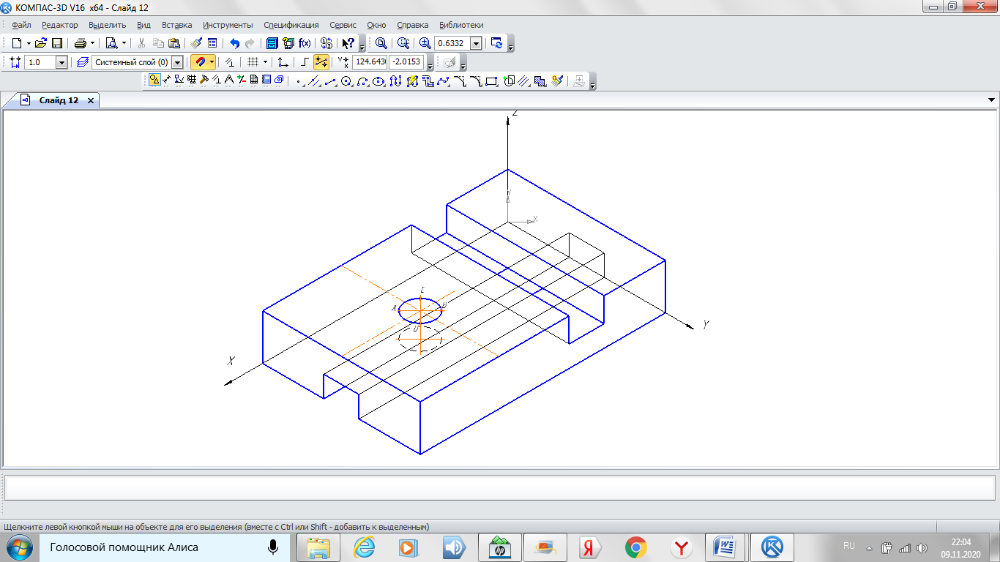 КОМПАС-3D V16 x64 - Слайд 12
Файл Редактор Выделить Вид Вставка Инструменты Спецификация Сервис Окно Справка Библиотеки
f(x) 0.6332
1.0 Системный слой (0) 124.643 -2.0153
Слайд 12
Z
Y
X
C
A B
D
Y
X
Щелкните левой кнопкой мыши на объекте для его выделения (вместе с Ctrl или Shift - добавить к выделенным)
Голосовой помощник Алиса
hp
Я
Y
W
RU
22:04
09.11.2020